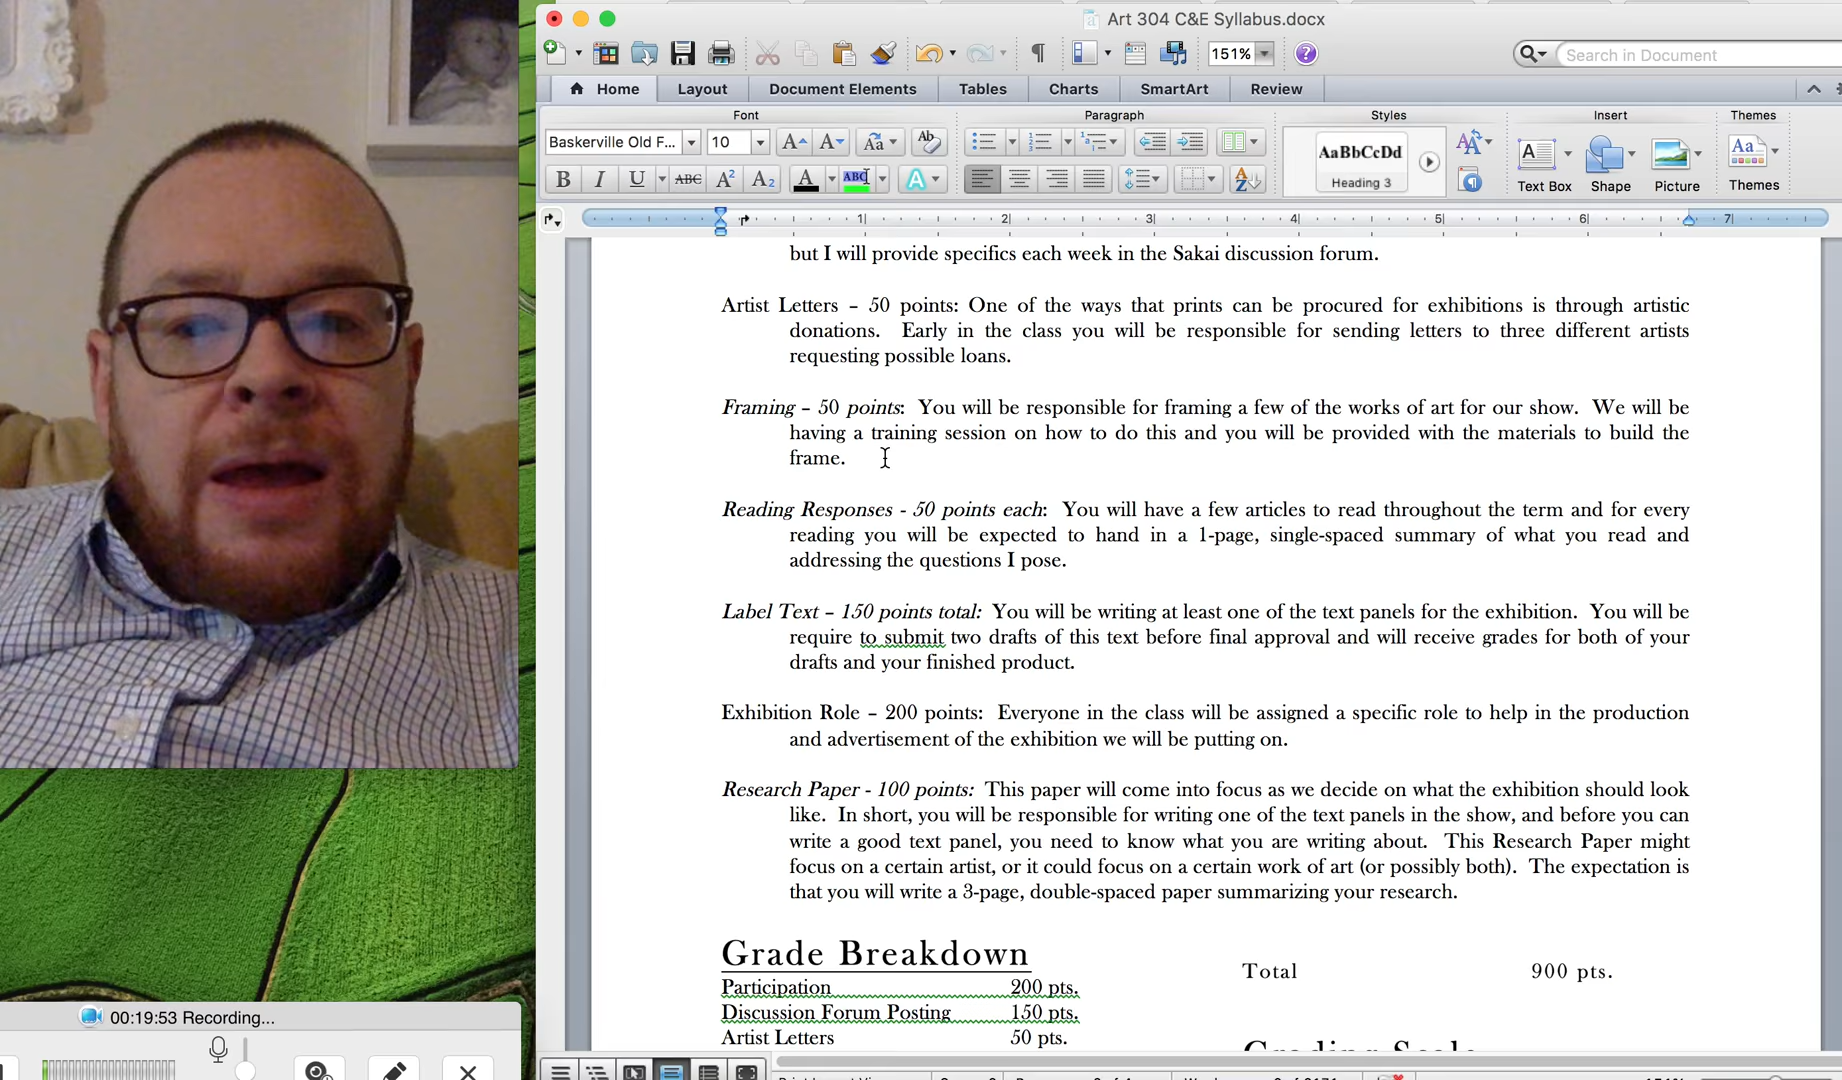 Art 304 C&E Syllabus.docx
151%
Search in Document
Home
Layout
Document Elements
Tables
Charts
SmartArt
Review
Font
Paragraph
Styles
Insert
Themes
Baskerville Old F...
10
AaBbCcDd
Heading 3
Text Box
Shape
Picture
Themes
but I will provide specifics each week in the Sakai discussion forum.
Artist Letters – 50 points: One of the ways that prints can be procured for exhibitions is through artistic
donations. Early in the class you will be responsible for sending letters to three different artists
requesting possible loans.
Framing – 50 points: You will be responsible for framing a few of the works of art for our show. We will be
having a training session on how to do this and you will be provided with the materials to build the
frame.
Reading Responses - 50 points each: You will have a few articles to read throughout the term and for every
reading you will be expected to hand in a 1-page, single-spaced summary of what you read and
addressing the questions I pose.
Label Text – 150 points total: You will be writing at least one of the text panels for the exhibition. You will be
require to submit two drafts of this text before final approval and will receive grades for both of your
drafts and your finished product.
Exhibition Role – 200 points: Everyone in the class will be assigned a specific role to help in the production
and advertisement of the exhibition we will be putting on.
Research Paper - 100 points: This paper will come into focus as we decide on what the exhibition should look
like. In short, you will be responsible for writing one of the text panels in the show, and before you can
write a good text panel, you need to know what you are writing about. This Research Paper might
focus on a certain artist, or it could focus on a certain work of art (or possibly both). The expectation is
that you will write a 3-page, double-spaced paper summarizing your research.
Grade Breakdown
Participation 200 pts.
Discussion Forum Posting 150 pts.
Artist Letters 50 pts.
Total 900 pts.
Grading Scale
00:19:53 Recording...